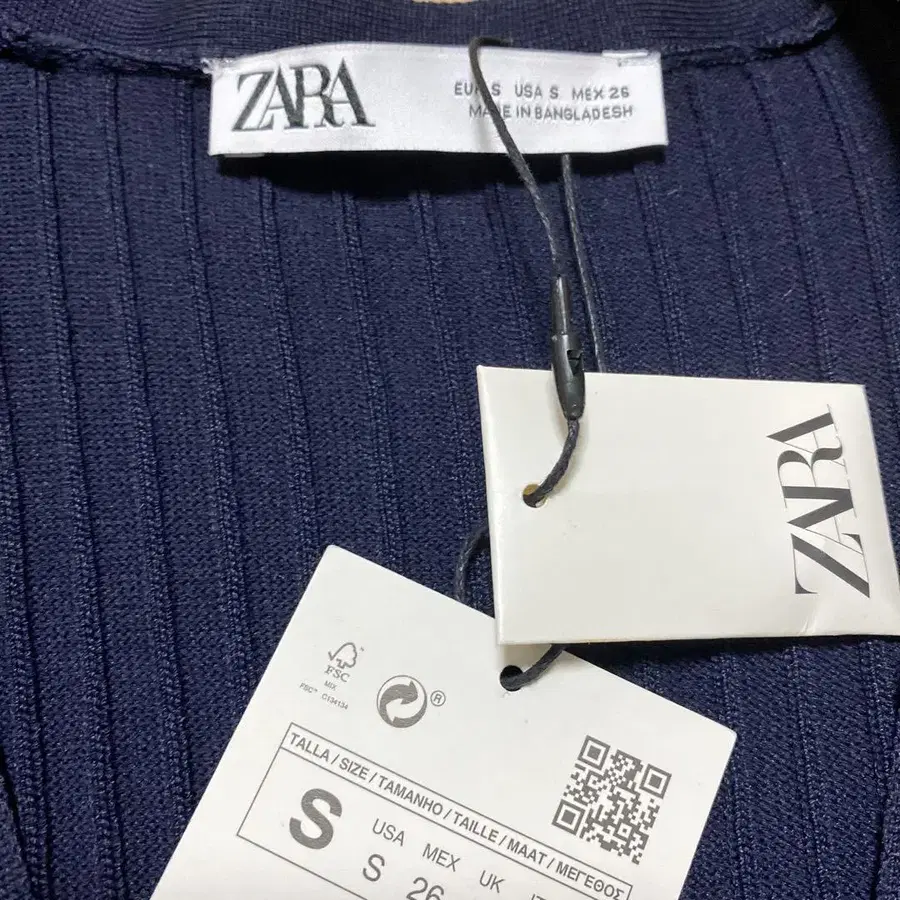 ZARA
EUR S USA S MEX 26
MADE IN BANGLADESH
ZARA
FSC
MIX
FSC™ C134134
®
TALLA / SIZE / TAMANHO / TAILLE / MAAT / ΜΕΓΕΘΟΣ
S
USA MEX UK
S 26